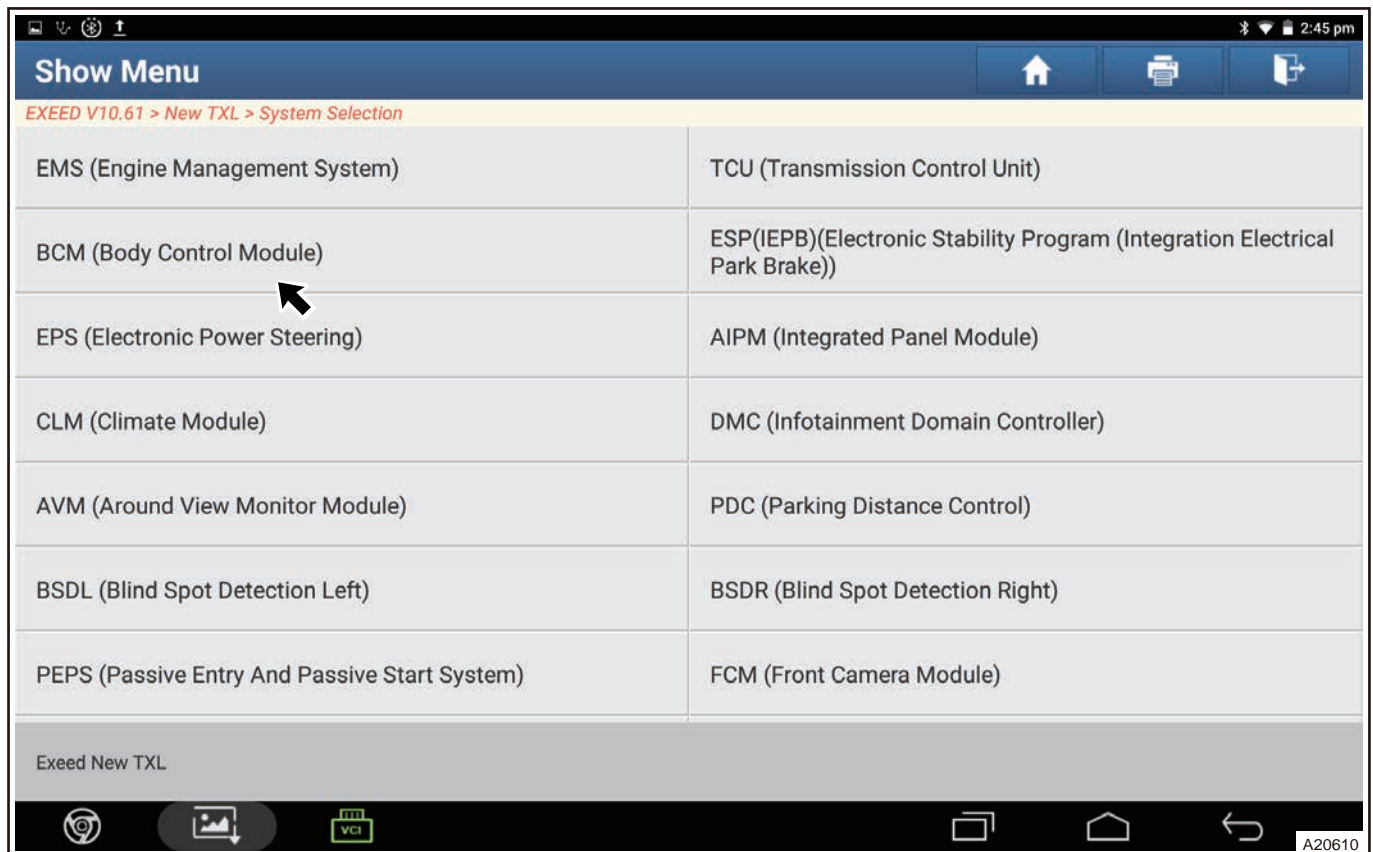 2:45 pm
Show Menu
EXEED V10.61 > New TXL > System Selection
EMS (Engine Management System)
TCU (Transmission Control Unit)
BCM (Body Control Module)
ESP(IEPB)(Electronic Stability Program (Integration Electrical
Park Brake))
EPS (Electronic Power Steering)
AIPM (Integrated Panel Module)
CLM (Climate Module)
DMC (Infotainment Domain Controller)
AVM (Around View Monitor Module)
PDC (Parking Distance Control)
BSDL (Blind Spot Detection Left)
BSDR (Blind Spot Detection Right)
PEPS (Passive Entry And Passive Start System)
FCM (Front Camera Module)
Exeed New TXL
VCI
A20610